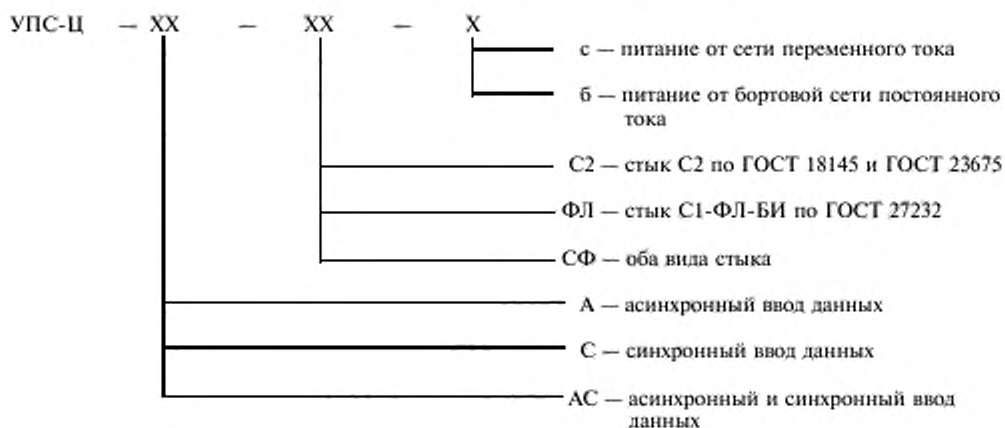 УПС-Ц — XX — XX — X
с — питание от сети переменного тока
б — питание от бортовой сети постоянного
тока
С2 — стык С2 по ГОСТ 18145 и ГОСТ 23675
ФЛ — стык С1-ФЛ-БИ по ГОСТ 27232
СФ — оба вида стыка
А — асинхронный ввод данных
С — синхронный ввод данных
АС — асинхронный и синхронный ввод
данных